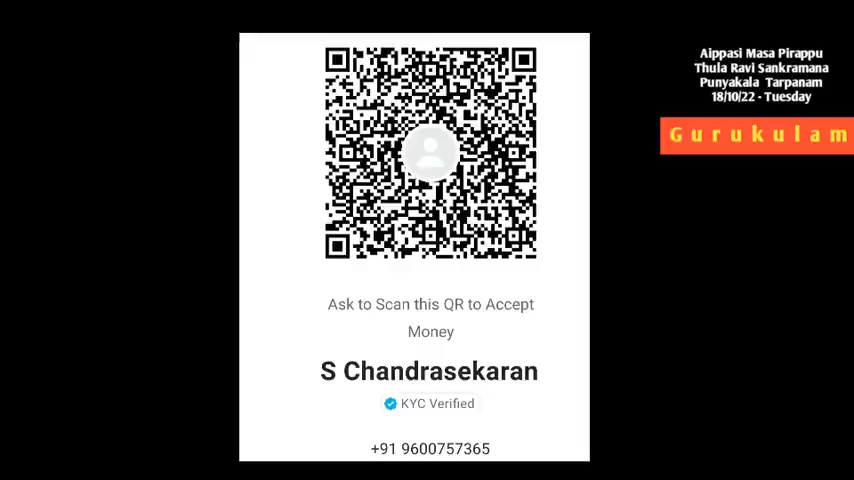 Ask to Scan this QR to Accept
Money
S Chandrasekaran
KYC Verified
+91 9600757365
Aippasi Masa Pirappu
Thula Ravi Sankramana
Punyakala Tarpanam
18/10/22 - Tuesday
Gurukulam